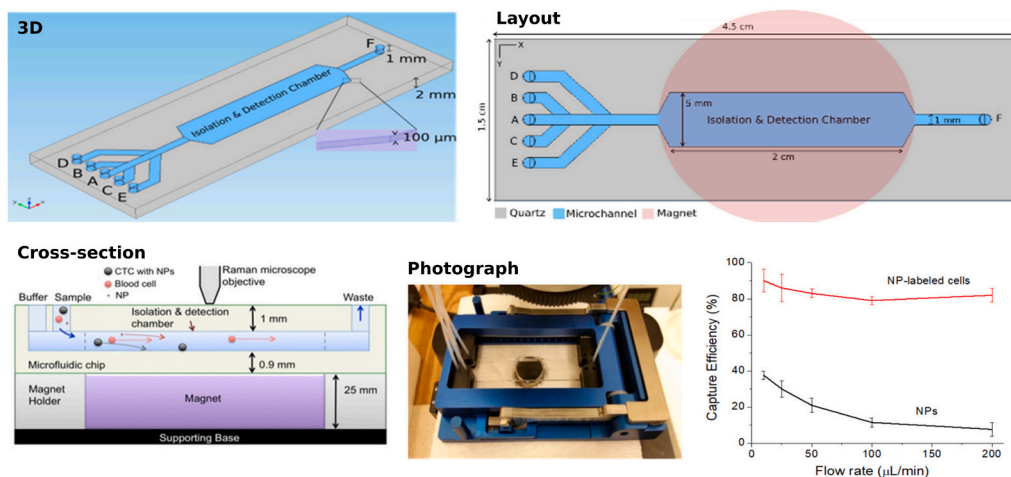 3D
F
1 mm
2 mm
Isolation & Detection Chamber
100 μm
D
B
A
C
E
Layout
4.5 cm
X
Y
1.5 cm
D
B
A
C
E
5 mm
Isolation & Detection Chamber
2 cm
1 mm
F
Quartz
Microchannel
Magnet
Cross-section
CTC with NPs
Blood cell
NP
Raman microscope
objective
Buffer
Sample
Waste
Isolation & detection
chamber
1 mm
0.9 mm
Microfluidic chip
Magnet
Holder
Magnet
25 mm
Supporting Base
Photograph
Capture Efficiency (%)
100
80
60
40
20
0
NP-labeled cells
NPs
0
50
100
150
200
Flow rate (μL/min)